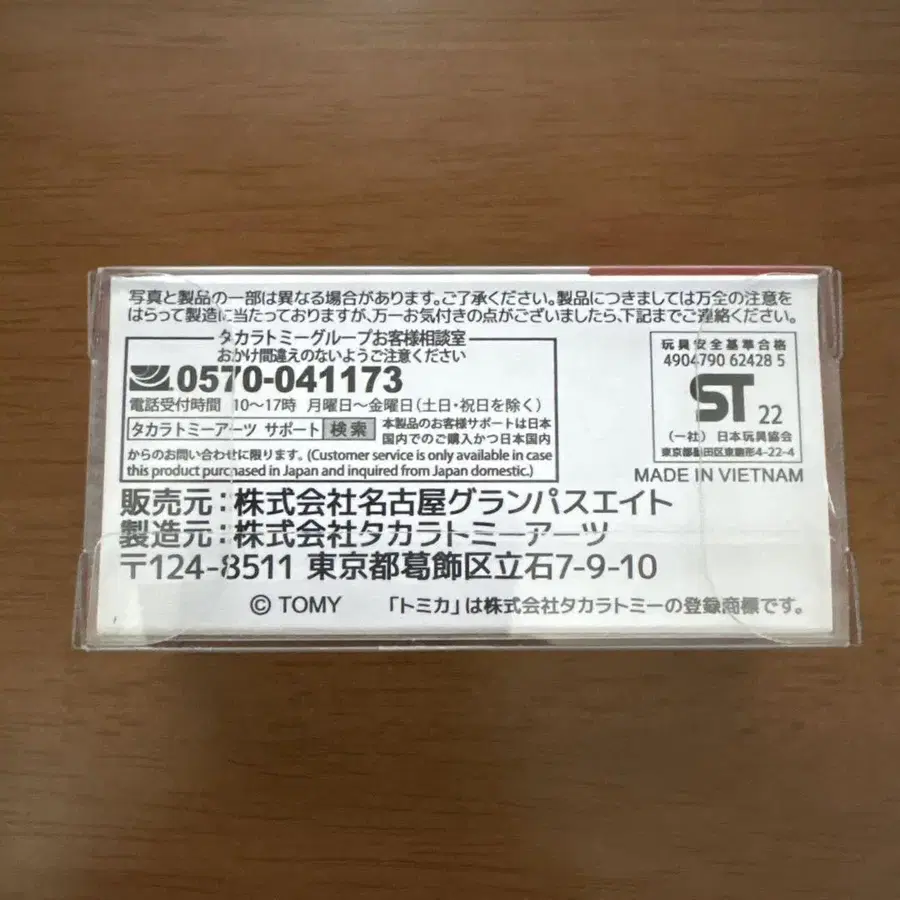 写真と製品の一部は異なる場合があります。ご了承ください。製品につきましては万全の注意を
はらって製造に当たっておりますが、万一お気付きの点がございましたら、下記までご連絡ください。
タカラトミーグループお客様相談室
おかけ間違えのないようご注意ください
0570-041173
電話受付時間 10〜17時 月曜日〜金曜日(土日・祝日を除く)
タカラトミーアーツ サポート 検索
本製品のお客様サポートは日本
国内でのご購入かつ日本国内
からのお問い合わせに限ります。(Customer service is only available in case
this product purchased in Japan and inquired from Japan domestic.)
玩具安全基準合格
4904790 62428 5
ST 22
(一社) 日本玩具協会
東京都墨田区東駒形4-22-4
MADE IN VIETNAM
販売元:株式会社名古屋グランパスエイト
製造元:株式会社タカラトミーアーツ
〒124-8511 東京都葛飾区立石7-9-10
© TOMY 「トミカ」は株式会社タカラトミーの登録商標です。